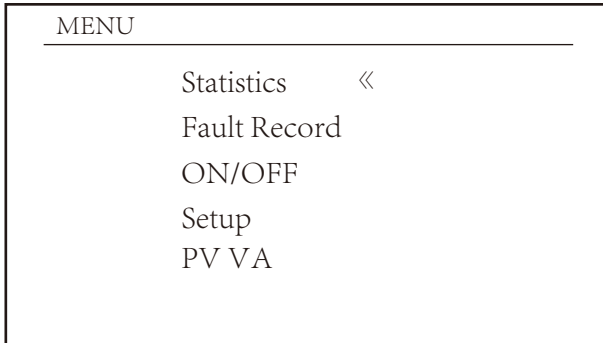 MENU
Statistics «
Fault Record
ON/OFF
Setup
PV VA